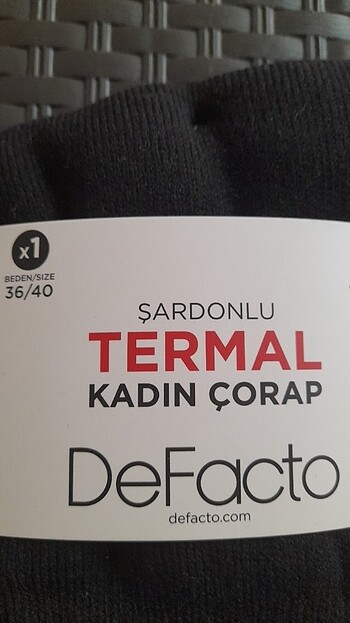 x1
BEDEN/SIZE
36/40
ŞARDONLU
TERMAL
KADIN ÇORAP
DeFacto
defacto.com